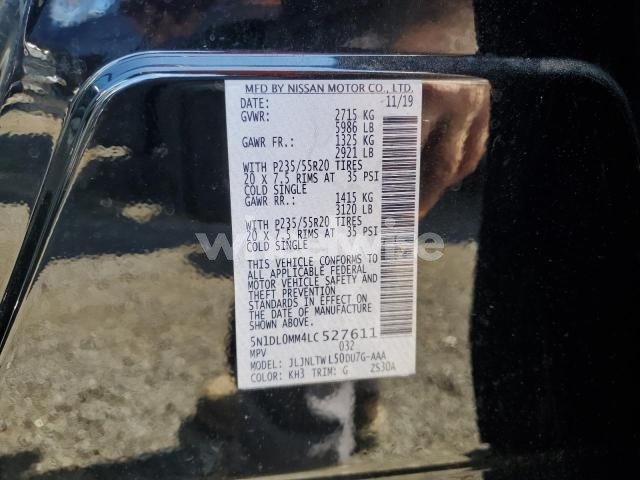 MFD BY NISSAN MOTOR CO., LTD.
DATE: 11/19
GVWR: 2715 KG
5986 LB
GAWR FR.: 1325 KG
2921 LB
WITH P235/55R20 TIRES
20 X 7.5 RIMS AT 35 PSI
COLD SINGLE
GAWR RR.: 1415 KG
3120 LB
WITH P235/55R20 TIRES
20 X 7.5 RIMS AT 35 PSI
COLD SINGLE
THIS VEHICLE CONFORMS TO
ALL APPLICABLE FEDERAL
MOTOR VEHICLE SAFETY AND
THEFT PREVENTION
STANDARDS IN EFFECT ON
THE DATE OF MANUFACTURE
SHOWN ABOVE.
5N1DL0MM4LC527611
MPV 032
JLJNLTWL50DU7G-AAA
COLOR: KH3 TRIM: G ZS30A